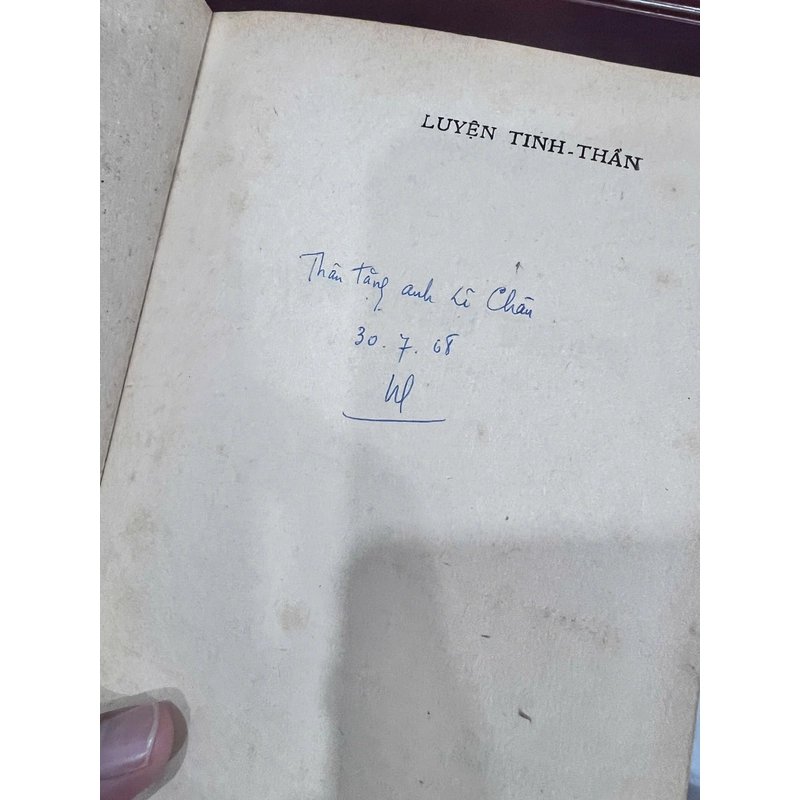 LUYỆN TINH-THẦN
Thân tặng anh Lê Châu
30.7.68